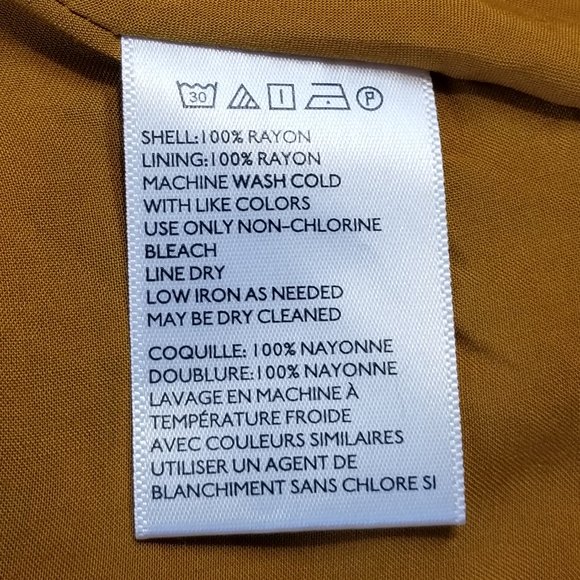 30 P
SHELL:100% RAYON
LINING:100% RAYON
MACHINE WASH COLD
WITH LIKE COLORS
USE ONLY NON-CHLORINE
BLEACH
LINE DRY
LOW IRON AS NEEDED
MAY BE DRY CLEANED
COQUILLE: 100% NAYONNE
DOUBLURE:100% NAYONNE
LAVAGE EN MACHINE À
TEMPÉRATURE FROIDE
AVEC COULEURS SIMILAIRES
UTILISER UN AGENT DE
BLANCHIMENT SANS CHLORE SI